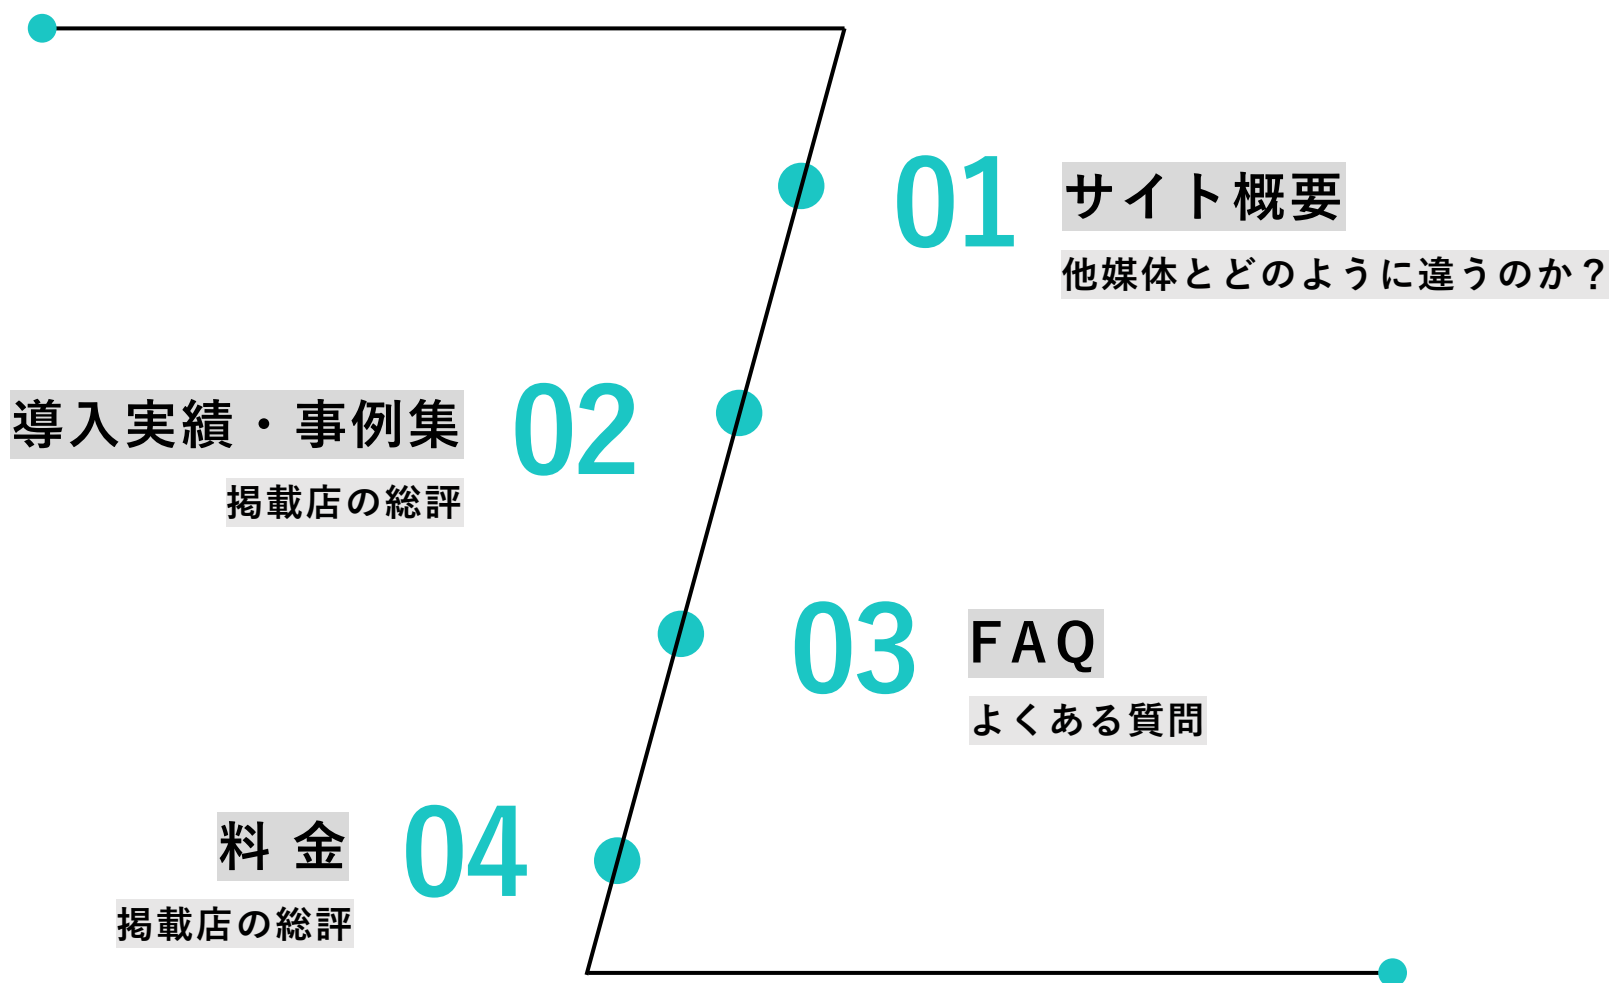 01
サイト概要
他媒体とどのように違うのか？
02
導入実績・事例集
掲載店の総評
03
FAQ
よくある質問
04
料 金
掲載店の総評